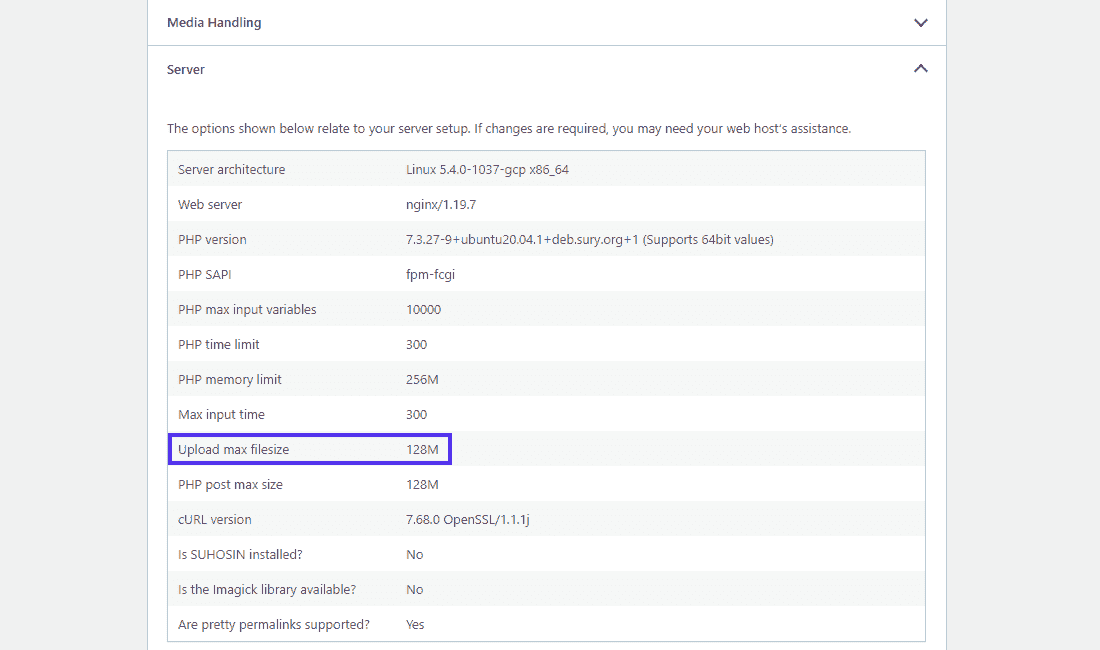 Media Handling
Server
The options shown below relate to your server setup. If changes are required, you may need your web host's assistance.
Server architecture Linux 5.4.0-1037-gcp x86_64
Web server nginx/1.19.7
PHP version 7.3.27-9+ubuntu20.04.1+deb.sury.org+1 (Supports 64bit values)
PHP SAPI fpm-fcgi
PHP max input variables 10000
PHP time limit 300
PHP memory limit 256M
Max input time 300
Upload max filesize 128M
PHP post max size 128M
cURL version 7.68.0 OpenSSL/1.1.1j
Is SUHOSIN installed? No
Is the Imagick library available? No
Are pretty permalinks supported? Yes